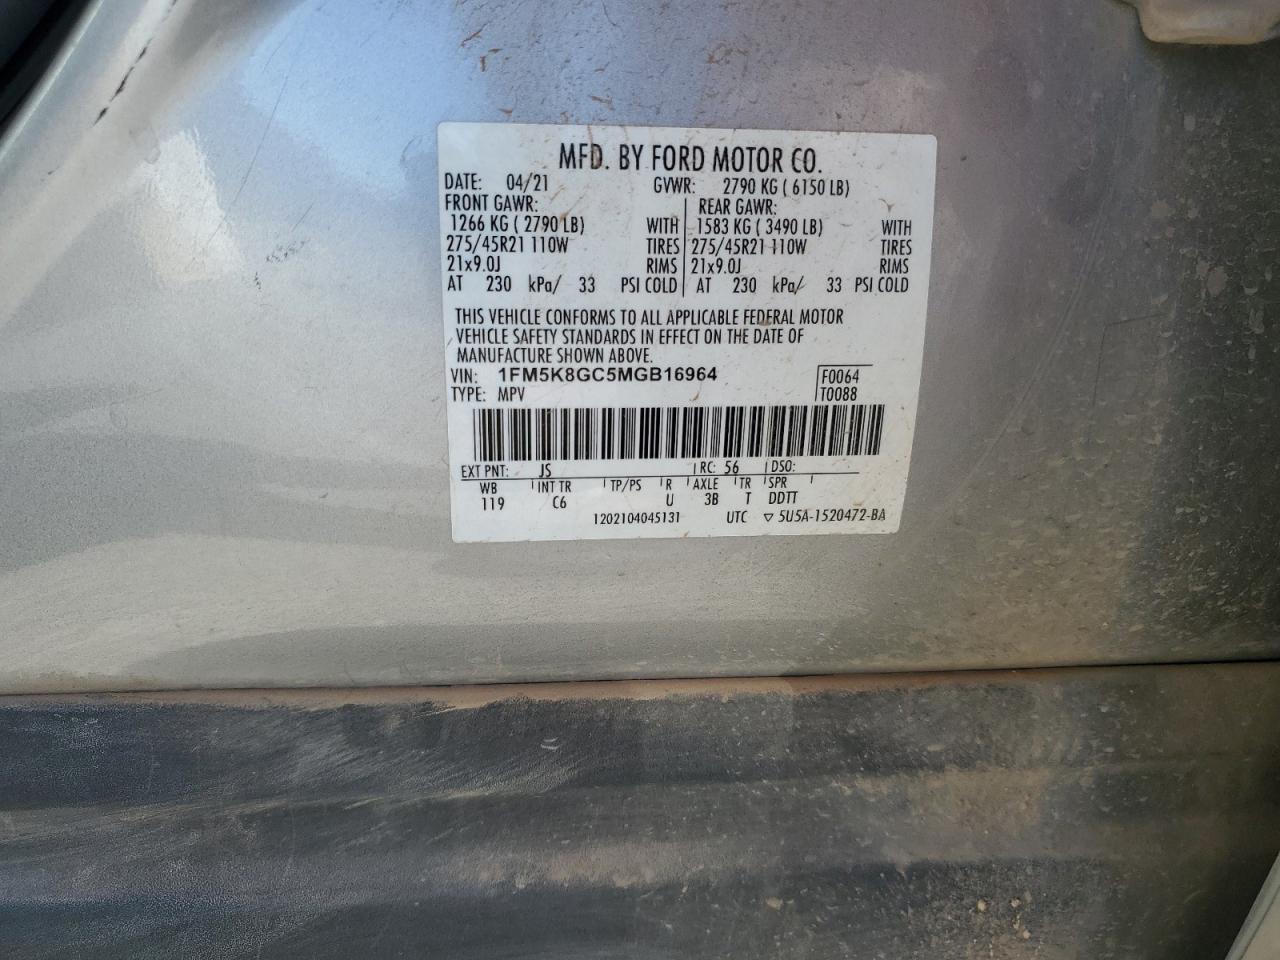 MFD. BY FORD MOTOR CO.
DATE: 04/21 GVWR: 2790 KG ( 6150 LB)
FRONT GAWR: REAR GAWR:
1266 KG ( 2790 LB) WITH 1583 KG ( 3490 LB) WITH
275/45R21 110W TIRES 275/45R21 110W TIRES
21x9.0J RIMS 21x9.0J RIMS
AT 230 kPa/ 33 PSI COLD AT 230 kPa/ 33 PSI COLD
THIS VEHICLE CONFORMS TO ALL APPLICABLE FEDERAL MOTOR
VEHICLE SAFETY STANDARDS IN EFFECT ON THE DATE OF
MANUFACTURE SHOWN ABOVE.
VIN: 1FM5K8GC5MGB16964 F0064
TYPE: MPV T0088
EXT PNT: JS RC: 56 DSO:
WB INT TR TP/PS R AXLE TR SPR
119 C6 U 3B T DDTT
1202104045131 UTC ▽ 5U5A-1520472-BA